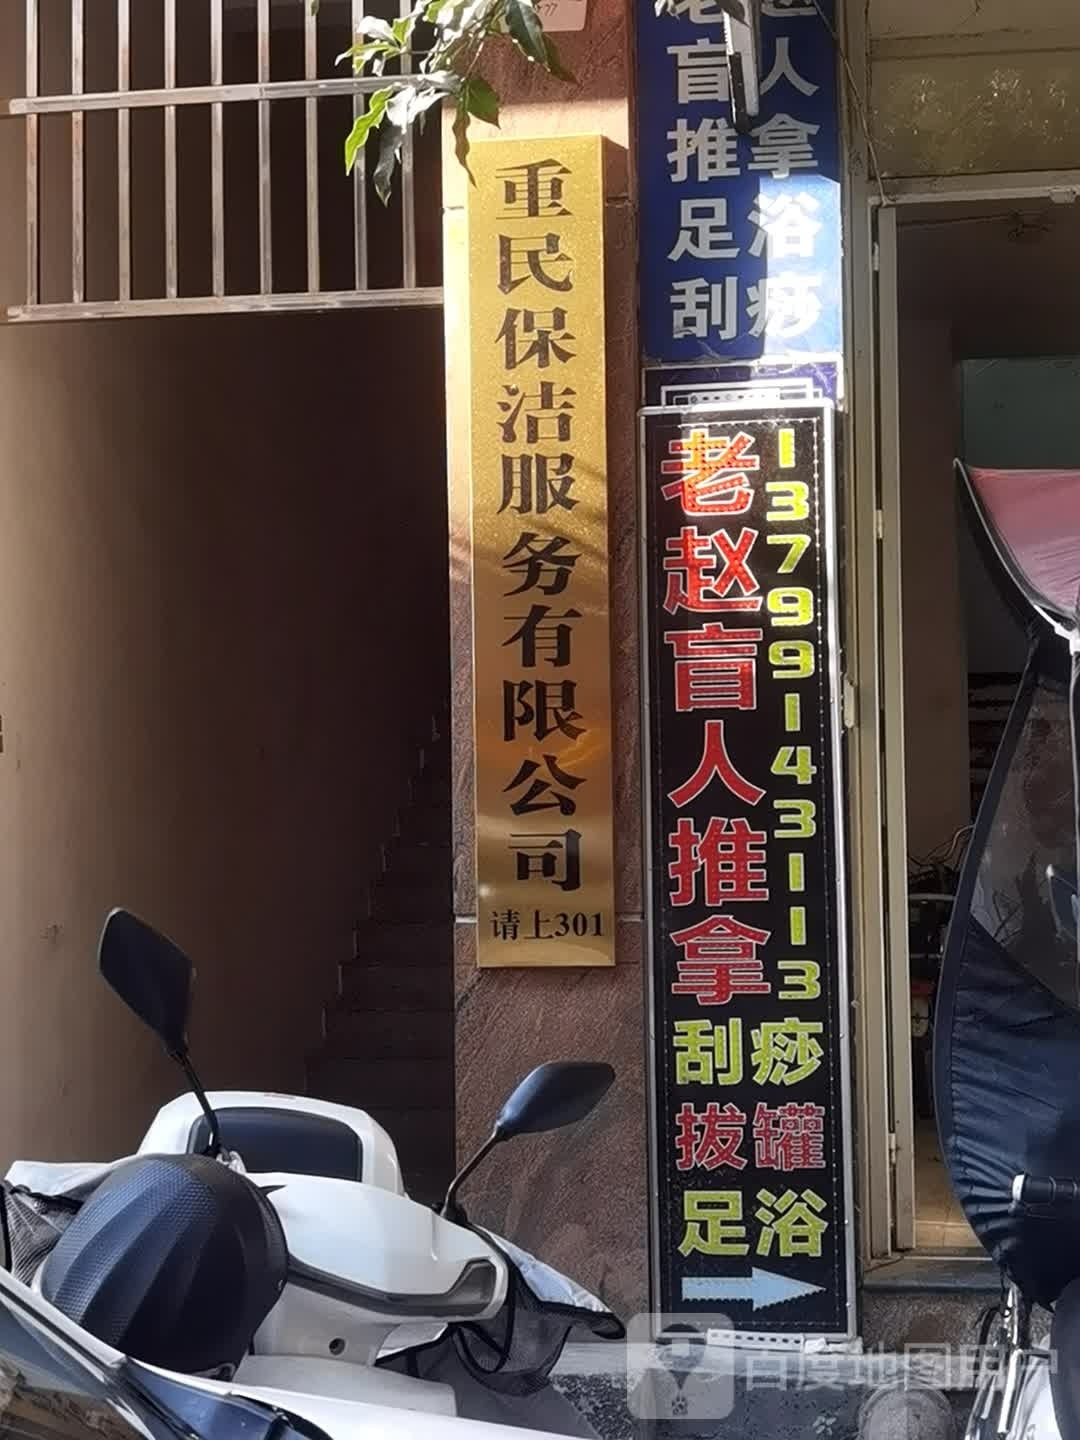 重民保洁服务有限公司
请上301
老赵
盲人
推拿
足浴
刮痧
老赵盲人推拿
13799143113
刮痧
拔罐
足浴
百度地图用户